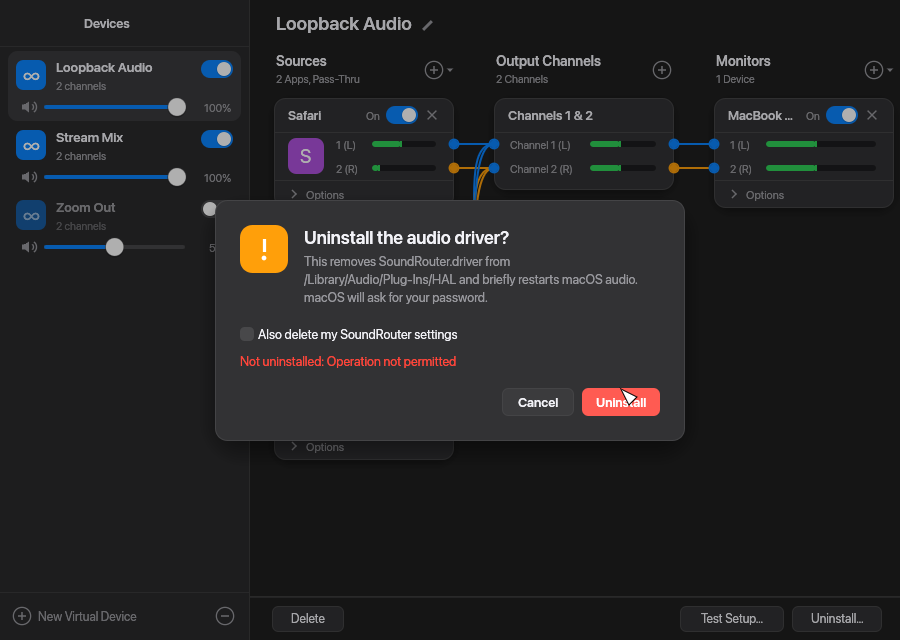 Devices
Loopback Audio
2 channels
100%
Stream Mix
2 channels
100%
Zoom Out
2 channels
New Virtual Device
Loopback Audio
Sources
2 Apps, Pass-Thru
Output Channels
2 Channels
Monitors
1 Device
Safari
On
S
1 (L)
2 (R)
Options
Channels 1 & 2
Channel 1 (L)
Channel 2 (R)
MacBook ...
On
1 (L)
2 (R)
Options
Uninstall the audio driver?
This removes SoundRouter.driver from
/Library/Audio/Plug-Ins/HAL and briefly restarts macOS audio.
macOS will ask for your password.
Also delete my SoundRouter settings
Not uninstalled: Operation not permitted
Cancel
Uninstall
Options
Delete
Test Setup...
Uninstall...